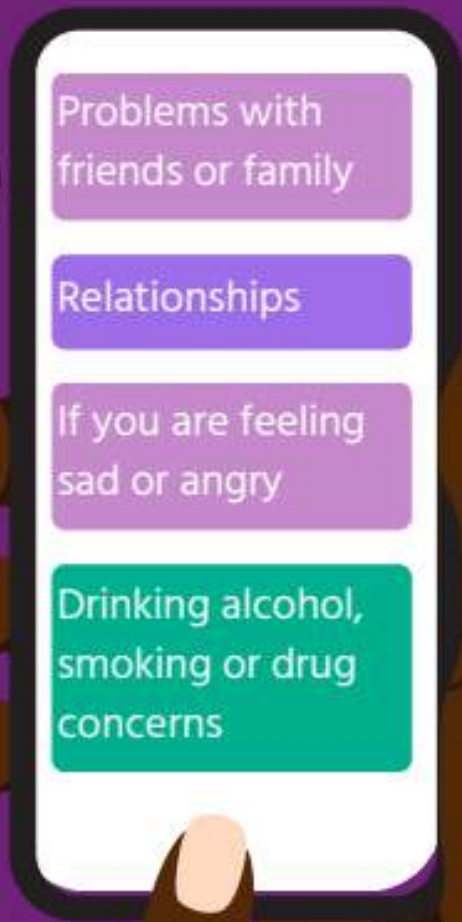 Problems with
friends or family
Relationships
If you are feeling
sad or angry
Drinking alcohol,
smoking or drug
concerns